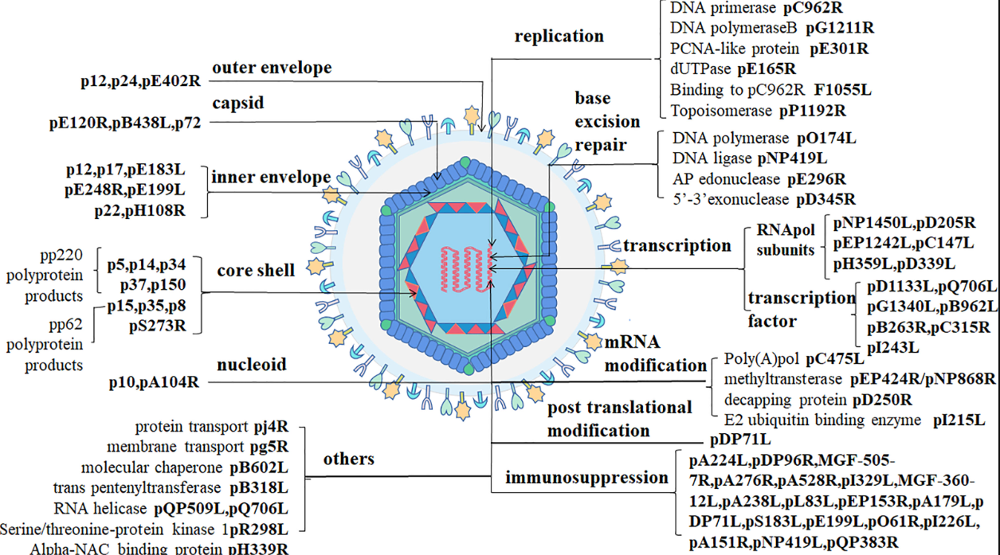 outer envelope
p12,p24,pE402R
capsid
pE120R,pB438L,p72
p12,p17,pE183L
pE248R,pE199L
p22,pH108R
inner envelope
pp220
polyprotein
products
p5,p14,p34
p37,p150
p15,p35,p8
pS273R
core shell
pp62
polyprotein
products
nucleoid
p10,pA104R
protein transport pj4R
membrane transport pg5R
molecular chaperone pB602L
trans pentenyltransferase pB318L
RNA helicase pQP509L,pQ706L
Serine/threonine-protein kinase 1pR298L
Alpha-NAC binding protein pH339R
others
replication
DNA primerase pC962R
DNA polymeraseB pG1211R
PCNA-like protein pE301R
dUTPase pE165R
Binding to pC962R F1055L
Topoisomerase pP1192R
base
excision
repair
DNA polymerase pO174L
DNA ligase pNP419L
AP edonuclease pE296R
5’-3’exonuclease pD345R
transcription
RNApol
subunits
pNP1450L,pD205R
pEP1242L,pC147L
pH359L,pD339L
transcription
factor
pD1133L,pQ706L
pG1340L,pB962L
pB263R,pC315R
pI243L
mRNA
modification
Poly(A)pol pC475L
methyltransterase pEP424R/pNP868R
decapping protein pD250R
E2 ubiquitin binding enzyme pI215L
post translational
modification
pDP71L
immunosuppression
pA224L,pDP96R,MGF-505-
7R,pA276R,pA528R,pI329L,MGF-360-
12L,pA238L,pL83L,pEP153R,pA179L,p
DP71L,pS183L,pE199L,pO61R,pI226L,
pA151R,pNP419L,pQP383R